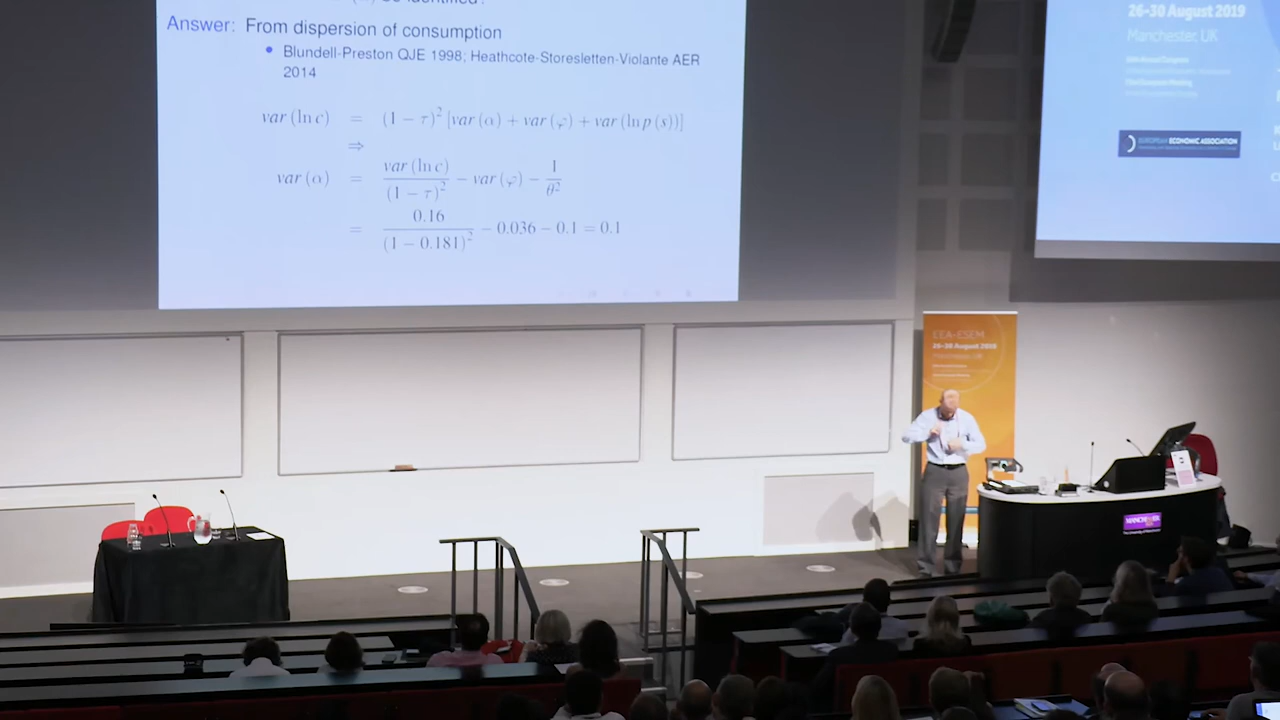 Answer: From dispersion of consumption
• Blundell-Preston QJE 1998; Heathcote-Storesletten-Violante AER
2014
var (ln c) = (1 − τ)² [var (α) + var (φ) + var (ln p (s))]
⇒
var (α) = var (ln c) / (1 − τ)² − var (φ) − 1 / θ²
= 0.16 / (1 − 0.181)² − 0.036 − 0.1 = 0.1
26-30 August 2019
Manchester, UK
EUROPEAN ECONOMIC ASSOCIATION
EEA-ESEM
26-30 August 2019
Manchester, UK
MANCHESTER